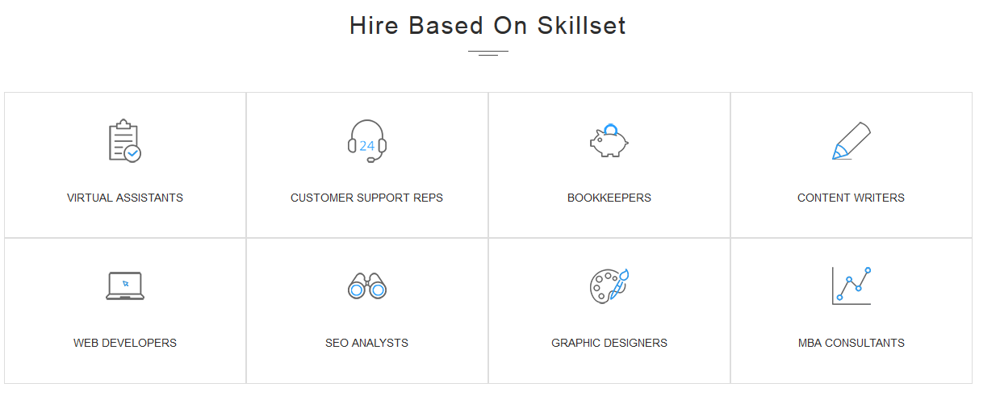 Hire Based On Skillset
24
VIRTUAL ASSISTANTS
CUSTOMER SUPPORT REPS
BOOKKEEPERS
CONTENT WRITERS
WEB DEVELOPERS
SEO ANALYSTS
GRAPHIC DESIGNERS
MBA CONSULTANTS